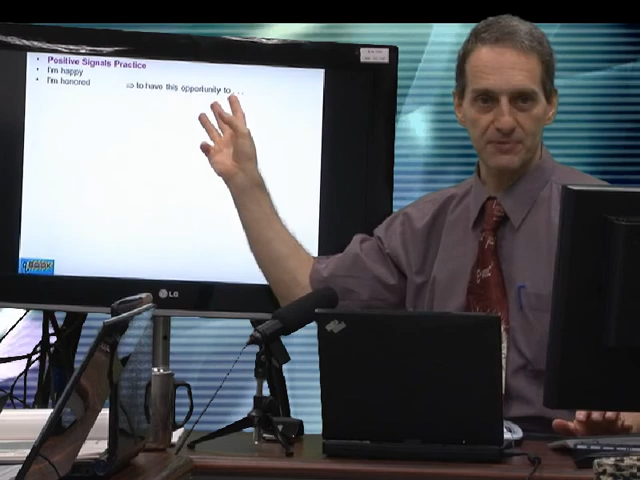 Positive Signals Practice
I'm happy
I'm honored ⇨ to have this opportunity to . . .
LG